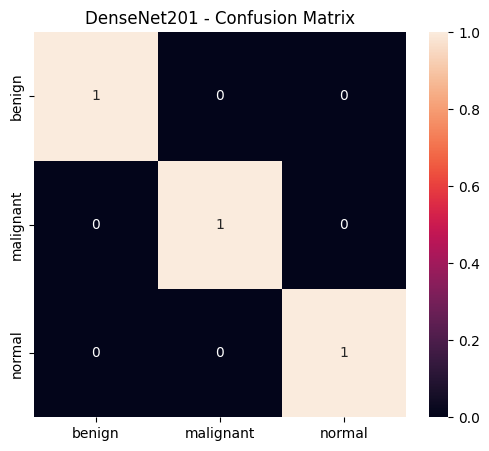 DenseNet201 - Confusion Matrix
benign 1 0 0
malignant 0 1 0
normal 0 0 1
benign malignant normal
1.0
0.8
0.6
0.4
0.2
0.0